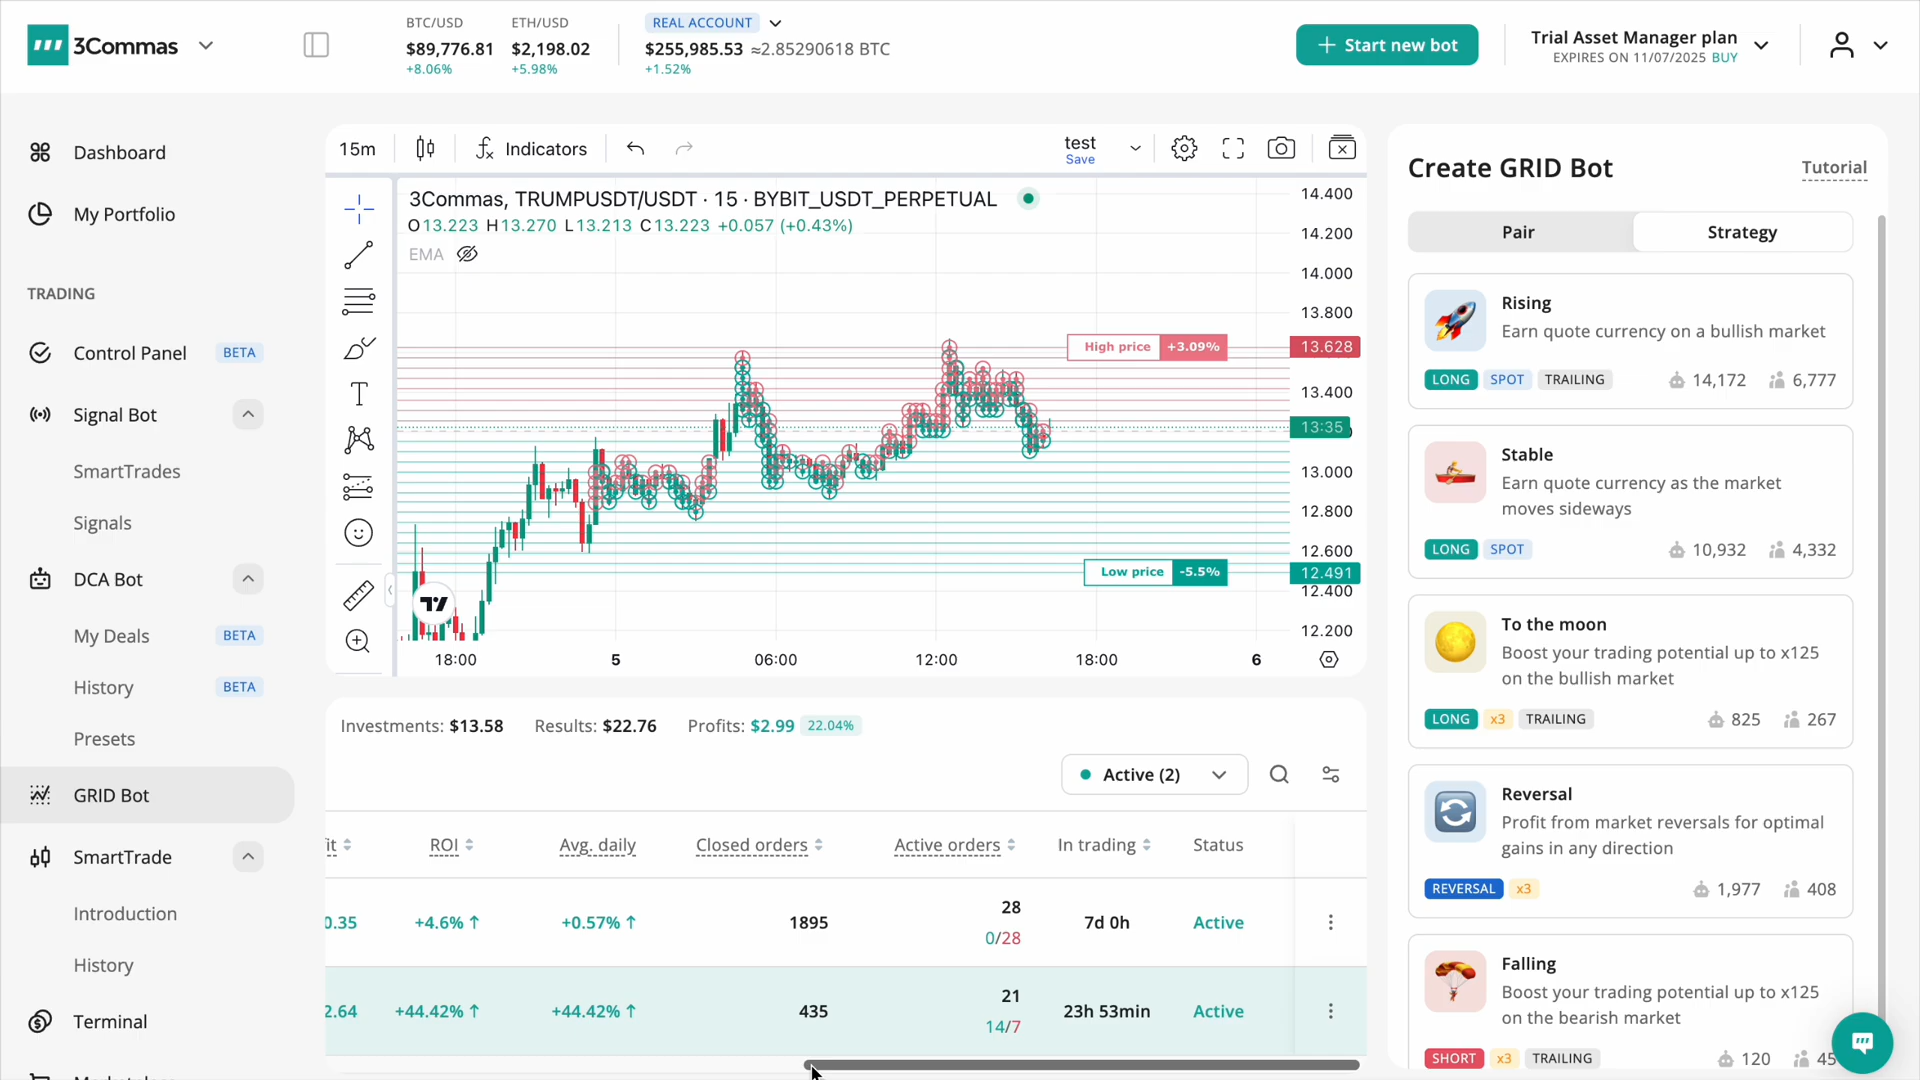 3Commas
BTC/USD
$89,776.81
+8.06%
ETH/USD
$2,198.02
+5.98%
REAL ACCOUNT
$255,985.53 ≈2.85290618 BTC
+1.52%
+ Start new bot
Trial Asset Manager plan
EXPIRES ON 11/07/2025 BUY
Dashboard
My Portfolio
TRADING
Control Panel BETA
Signal Bot
SmartTrades
Signals
DCA Bot
My Deals BETA
History BETA
Presets
GRID Bot
SmartTrade
Introduction
History
Terminal
15m
Indicators
test
Save
3Commas, TRUMPUSDT/USDT · 15 · BYBIT_USDT_PERPETUAL
O13.223 H13.270 L13.213 C13.223 +0.057 (+0.43%)
EMA
14.400
14.200
14.000
13.800
High price +3.09% 13.628
13.400
13:35
13.000
12.800
12.600
Low price -5.5% 12.491
12.400
12.200
18:00 5 06:00 12:00 18:00 6
Investments: $13.58 Results: $22.76 Profits: $2.99 22.04%
Active (2)
it ROI Avg. daily Closed orders Active orders In trading Status
0.35 +4.6% ↑ +0.57% ↑ 1895 28 7d 0h Active
0/28
2.64 +44.42% ↑ +44.42% ↑ 435 21 23h 53min Active
14/7
Create GRID Bot
Tutorial
Pair Strategy
Rising
Earn quote currency on a bullish market
LONG SPOT TRAILING 14,172 6,777
Stable
Earn quote currency as the market
moves sideways
LONG SPOT 10,932 4,332
To the moon
Boost your trading potential up to x125
on the bullish market
LONG x3 TRAILING 825 267
Reversal
Profit from market reversals for optimal
gains in any direction
REVERSAL x3 1,977 408
Falling
Boost your trading potential up to x125
on the bearish market
SHORT x3 TRAILING 120 45